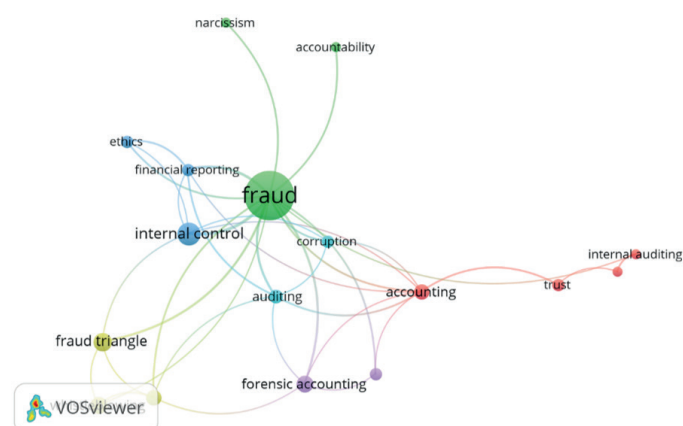 narcissism
accountability
ethics
financial reporting
fraud
internal control
corruption
internal auditing
auditing
accounting
trust
fraud triangle
forensic accounting
VOSviewer